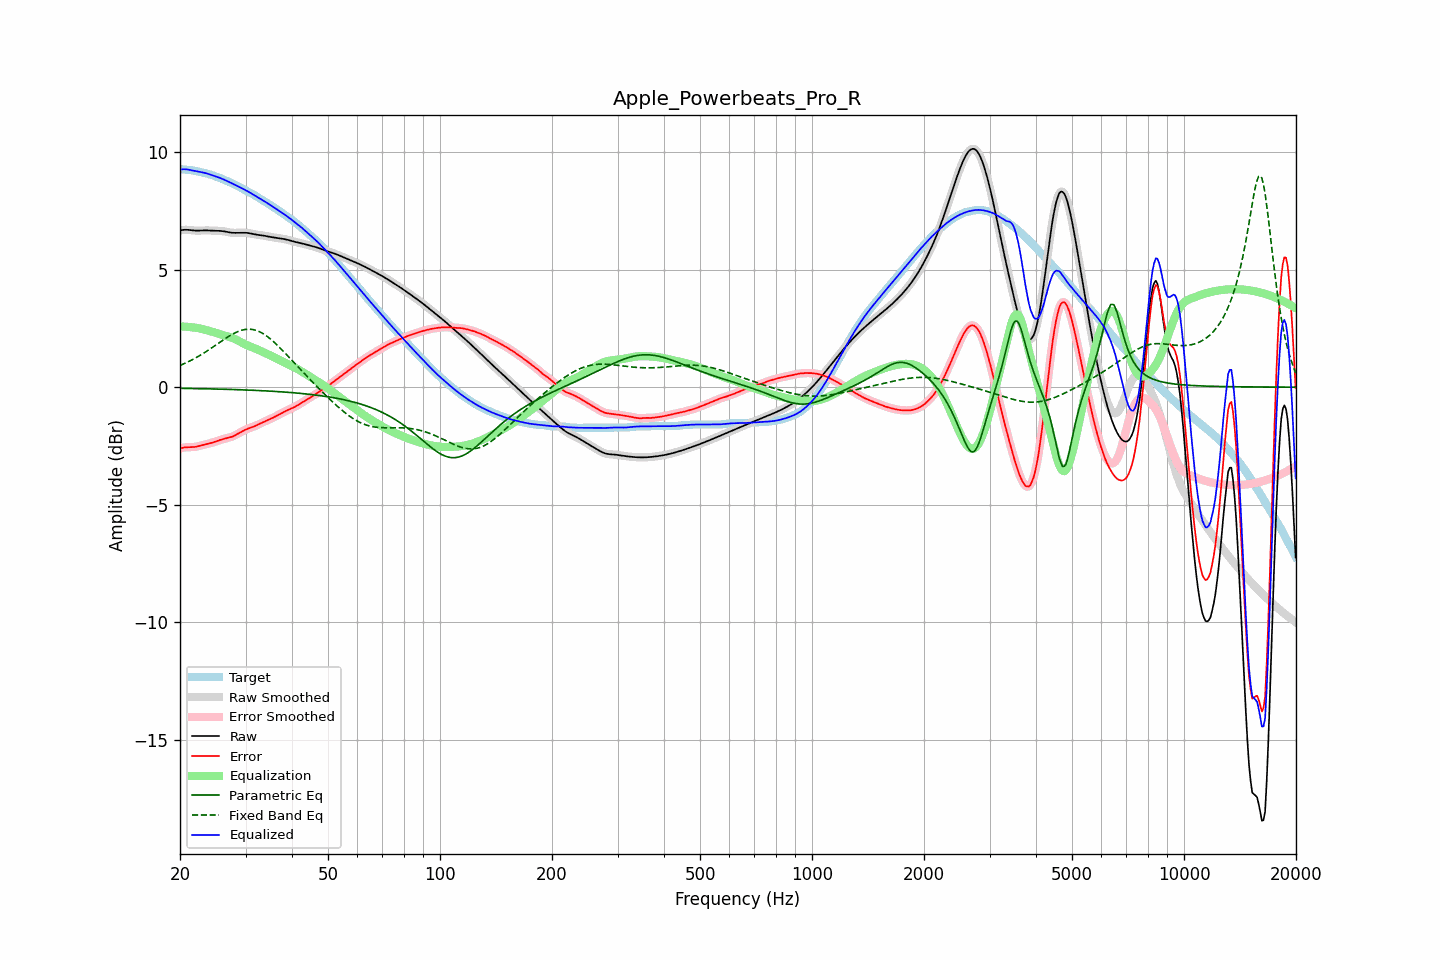 Apple_Powerbeats_Pro_R
10
5
0
−5
−10
−15
Amplitude (dBr)
Target
Raw Smoothed
Error Smoothed
Raw
Error
Equalization
Parametric Eq
Fixed Band Eq
Equalized
20 50 100 200 500 1000 2000 5000 10000 20000
Frequency (Hz)